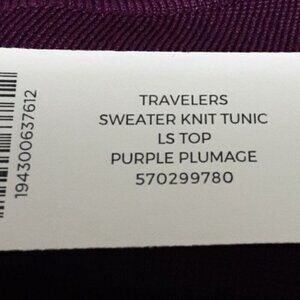 TRAVELERS
SWEATER KNIT TUNIC
LS TOP
PURPLE PLUMAGE
570299780
194300637612